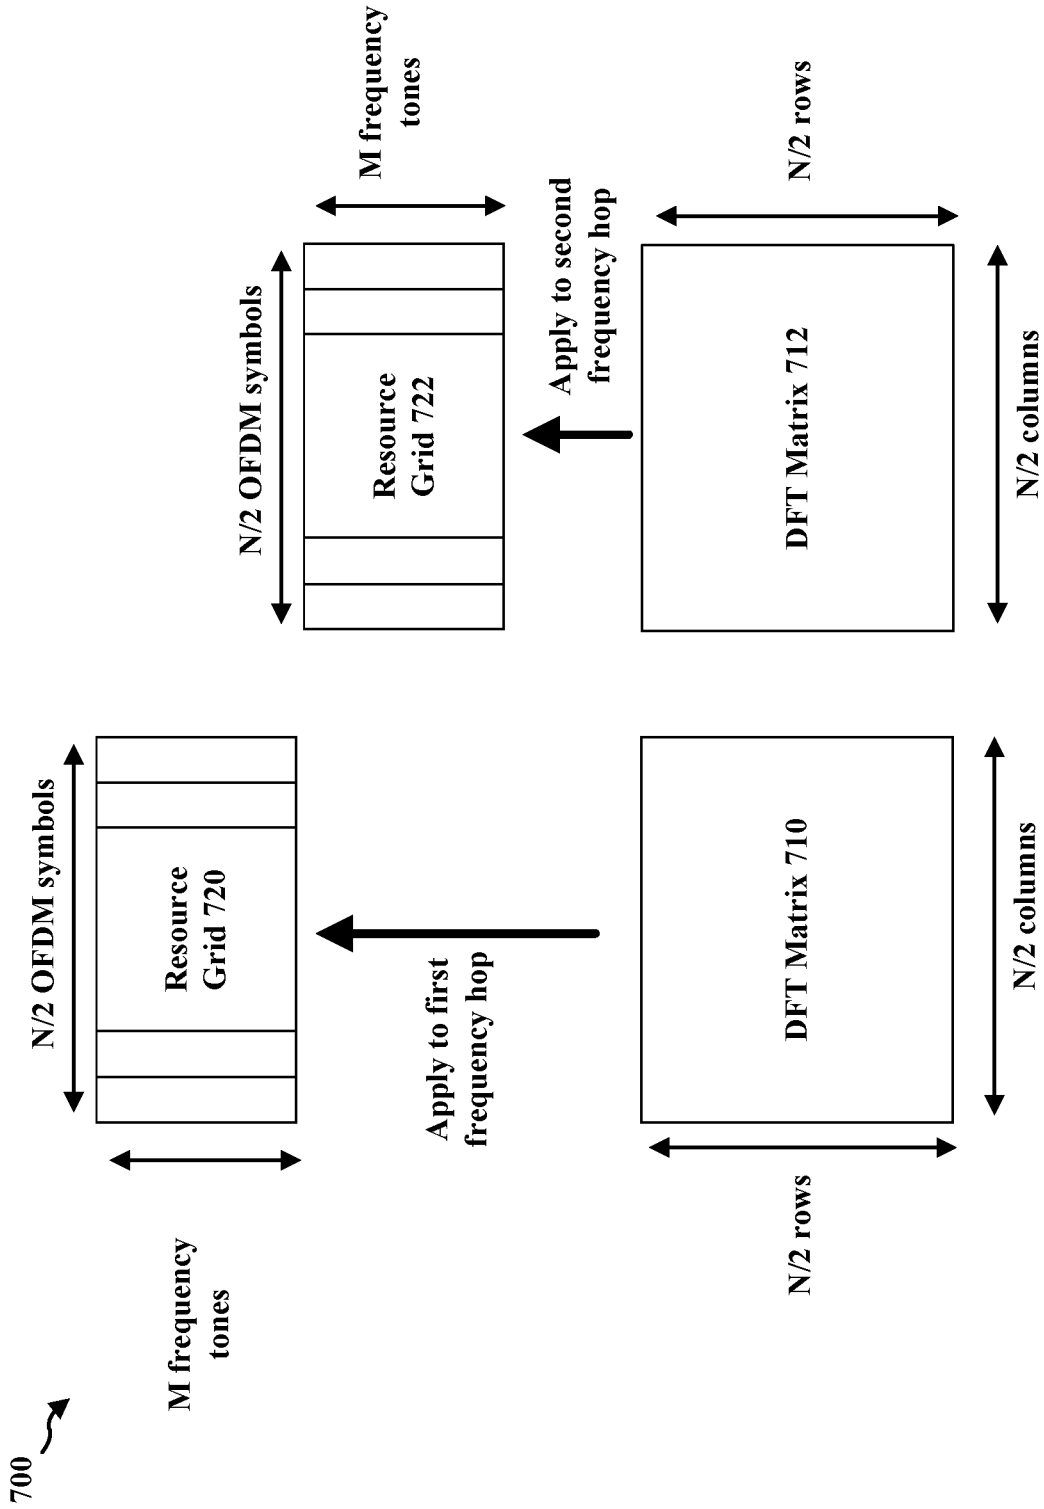 700
M frequency
tones
N/2 OFDM symbols
Resource
Grid 720
Apply to first
frequency hop
N/2 rows
DFT Matrix 710
N/2 columns
N/2 OFDM symbols
Resource
Grid 722
M frequency
tones
Apply to second
frequency hop
DFT Matrix 712
N/2 rows
N/2 columns